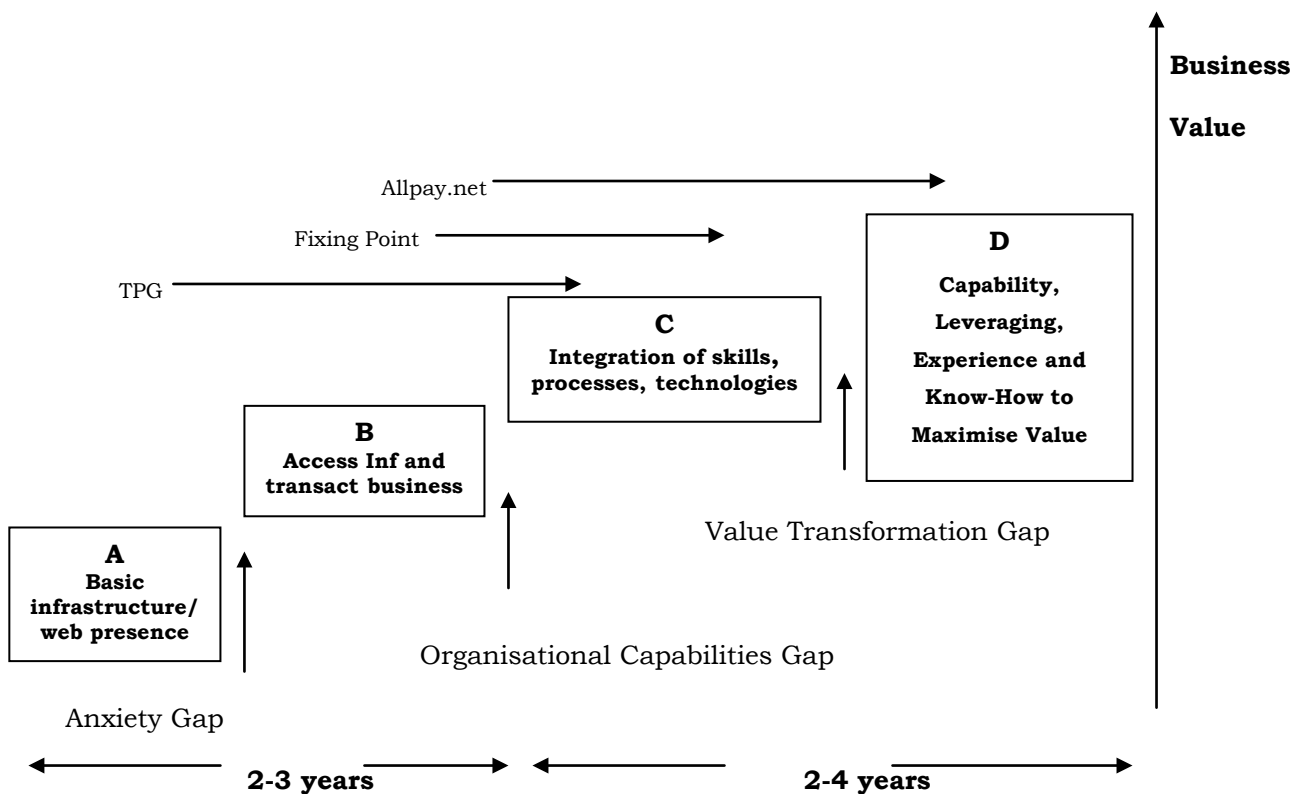 Business
Value
Allpay.net
Fixing Point
TPG
D
Capability,
Leveraging,
Experience and
Know-How to
Maximise Value
C
Integration of skills,
processes, technologies
B
Access Inf and
transact business
A
Basic
infrastructure/
web presence
Value Transformation Gap
Organisational Capabilities Gap
Anxiety Gap
2-3 years
2-4 years